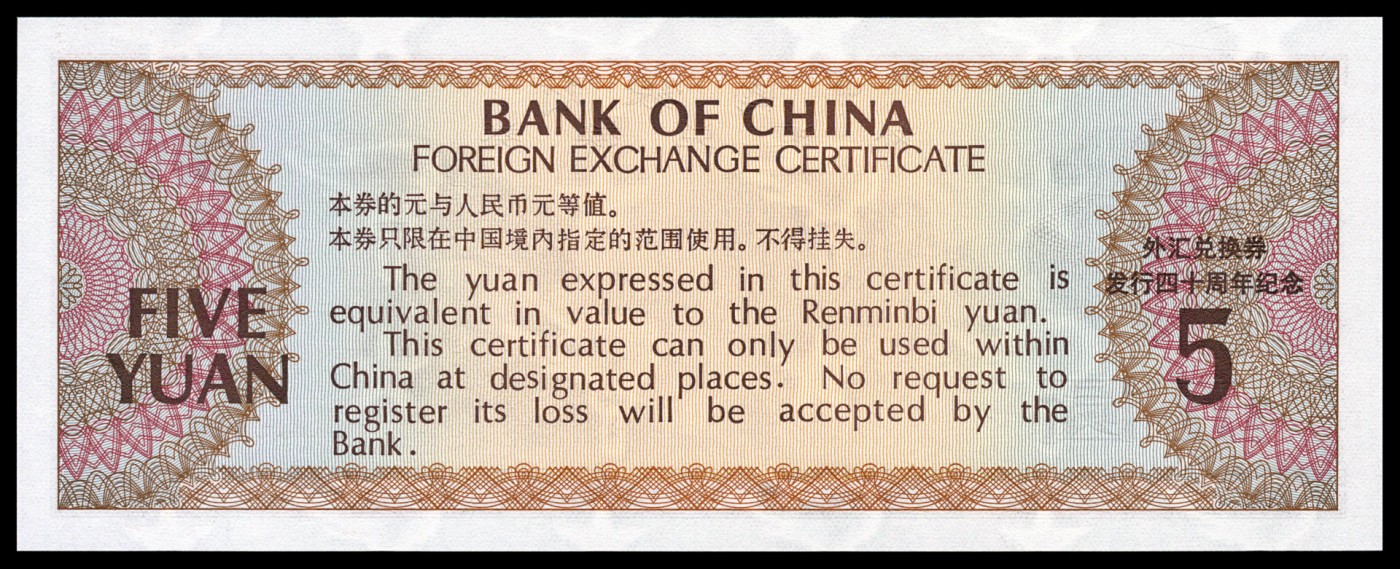 BANK OF CHINA
FOREIGN EXCHANGE CERTIFICATE
本券的元与人民币元等值。
本券只限在中国境内指定的范围使用。不得挂失。
The yuan expressed in this certificate is
equivalent in value to the Renminbi yuan.
This certificate can only be used within
China at designated places. No request to
register its loss will be accepted by the
Bank.
FIVE
YUAN
外汇兑换券
发行四十周年纪念
5